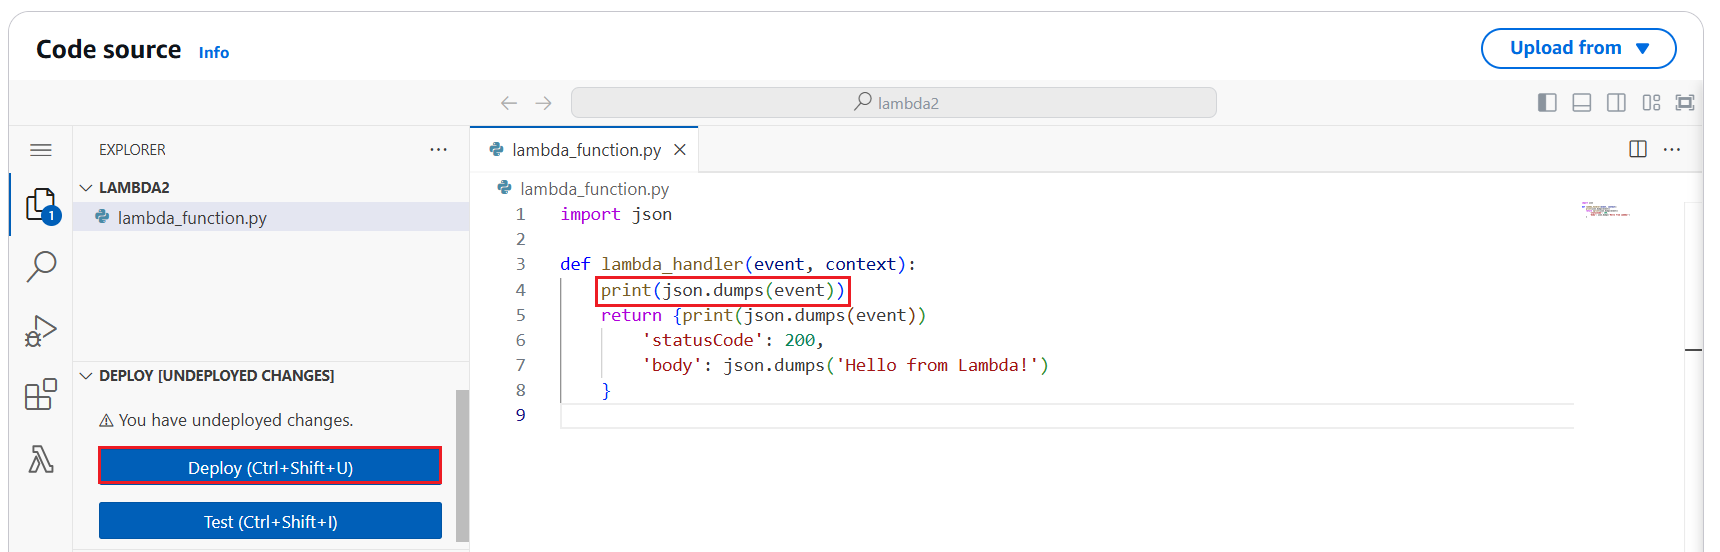 Code source Info
Upload from
lambda2
EXPLORER
LAMBDA2
lambda_function.py
1
DEPLOY [UNDEPLOYED CHANGES]
You have undeployed changes.
Deploy (Ctrl+Shift+U)
Test (Ctrl+Shift+I)
lambda_function.py
lambda_function.py
1 import json
2
3 def lambda_handler(event, context):
4     print(json.dumps(event))
5     return {print(json.dumps(event))
6         'statusCode': 200,
7         'body': json.dumps('Hello from Lambda!')
8     }
9